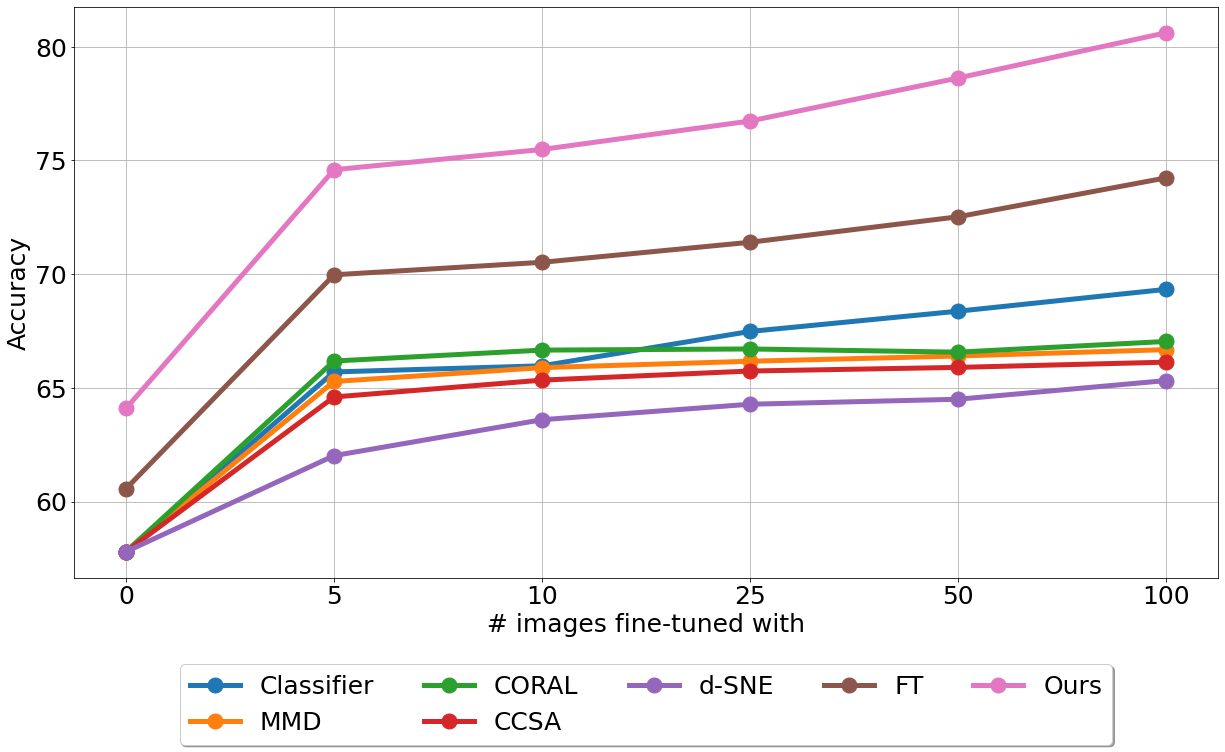 80
75
70
65
60
Accuracy
0 5 10 25 50 100
# images fine-tuned with
Classifier CORAL d-SNE FT Ours
MMD CCSA